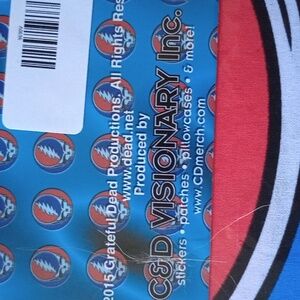 2015 Grateful Dead Productions. All Rights Res
www.dead.net
Produced by
C&D VISIONARY Inc.
stickers • patches • pillowcases • & more!
www.CDmerch.com